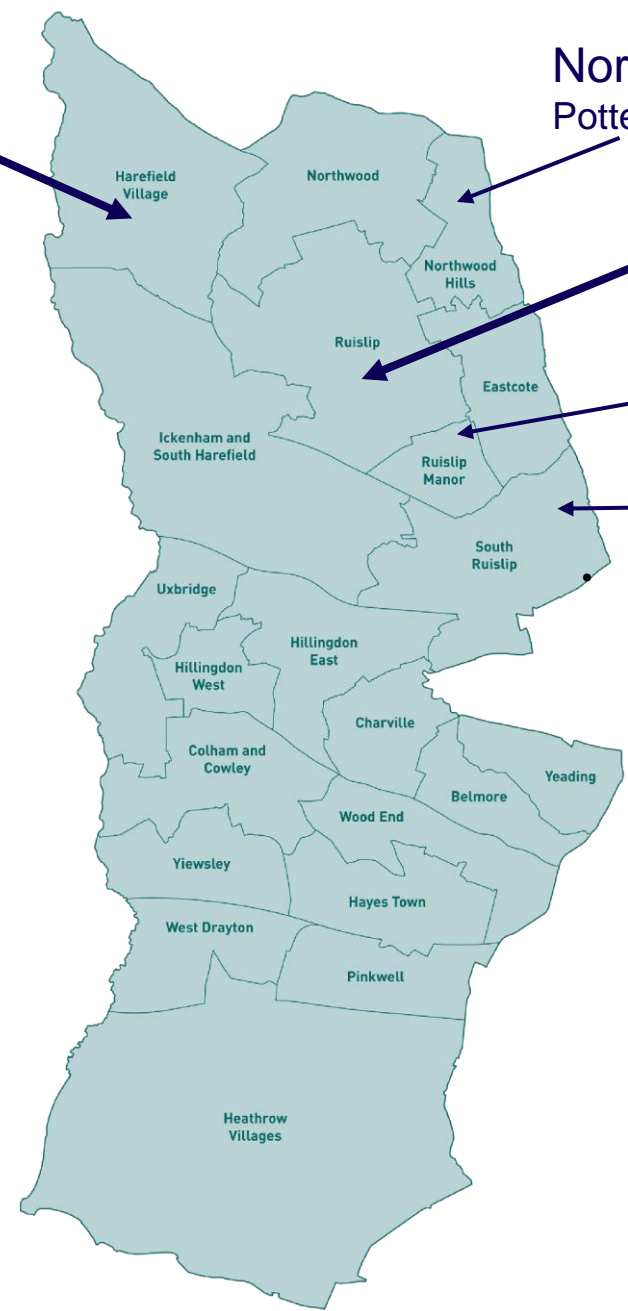 Nor
Potte
Harefield
Village
Northwood
Northwood
Hills
Ruislip
Eastcote
Ickenham and
South Harefield
Ruislip
Manor
South
Ruislip
Uxbridge
Hillingdon
East
Hillingdon
West
Charville
Colham and
Cowley
Yeading
Belmore
Wood End
Yiewsley
Hayes Town
West Drayton
Pinkwell
Heathrow
Villages